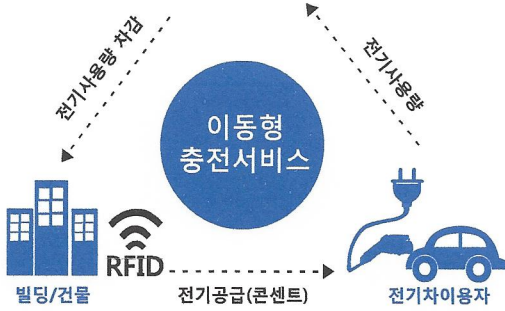 전기사용량 차감
전기사용량
이동형
충전서비스
RFID
빌딩/건물
전기공급(콘센트)
전기차이용자